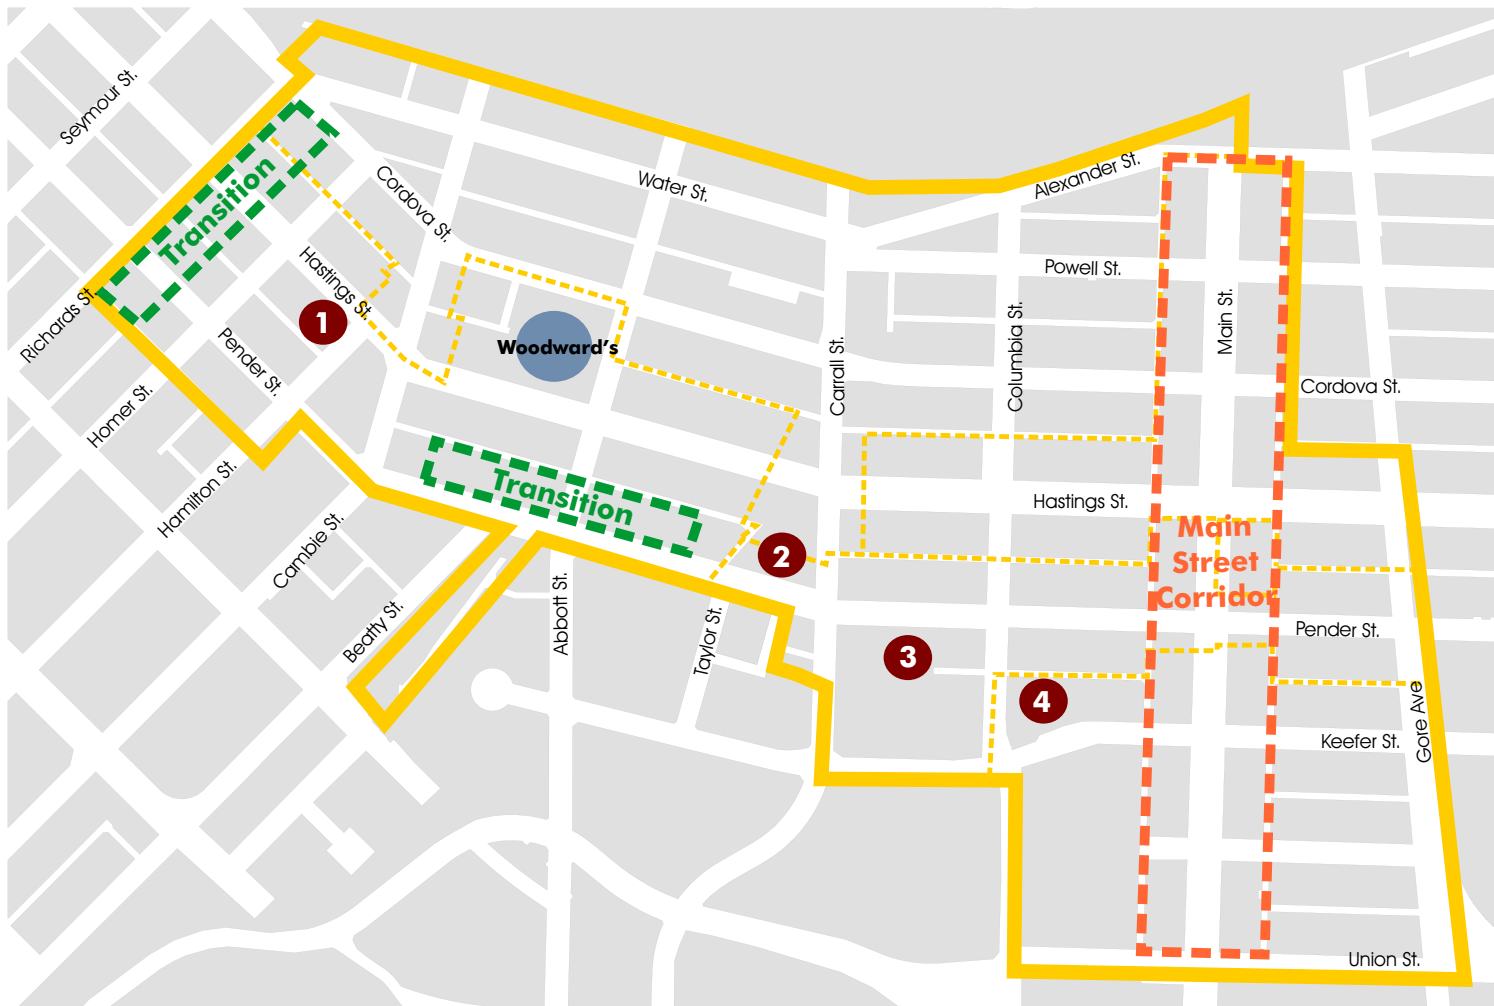 Seymour St.
Transition
Cordova St.
Water St.
Alexander St.
Powell St.
Hastings St.
Richards St.
1
Pender St.
Woodward's
Carrall St.
Columbia St.
Main St.
Cordova St.
Homer St.
Hamilton St.
Transition
Hastings St.
Cambie St.
2
Main
Street
Corridor
Beatty St.
Abbott St.
Taylor St.
3
Pender St.
4
Keefer St.
Gore Ave
Union St.